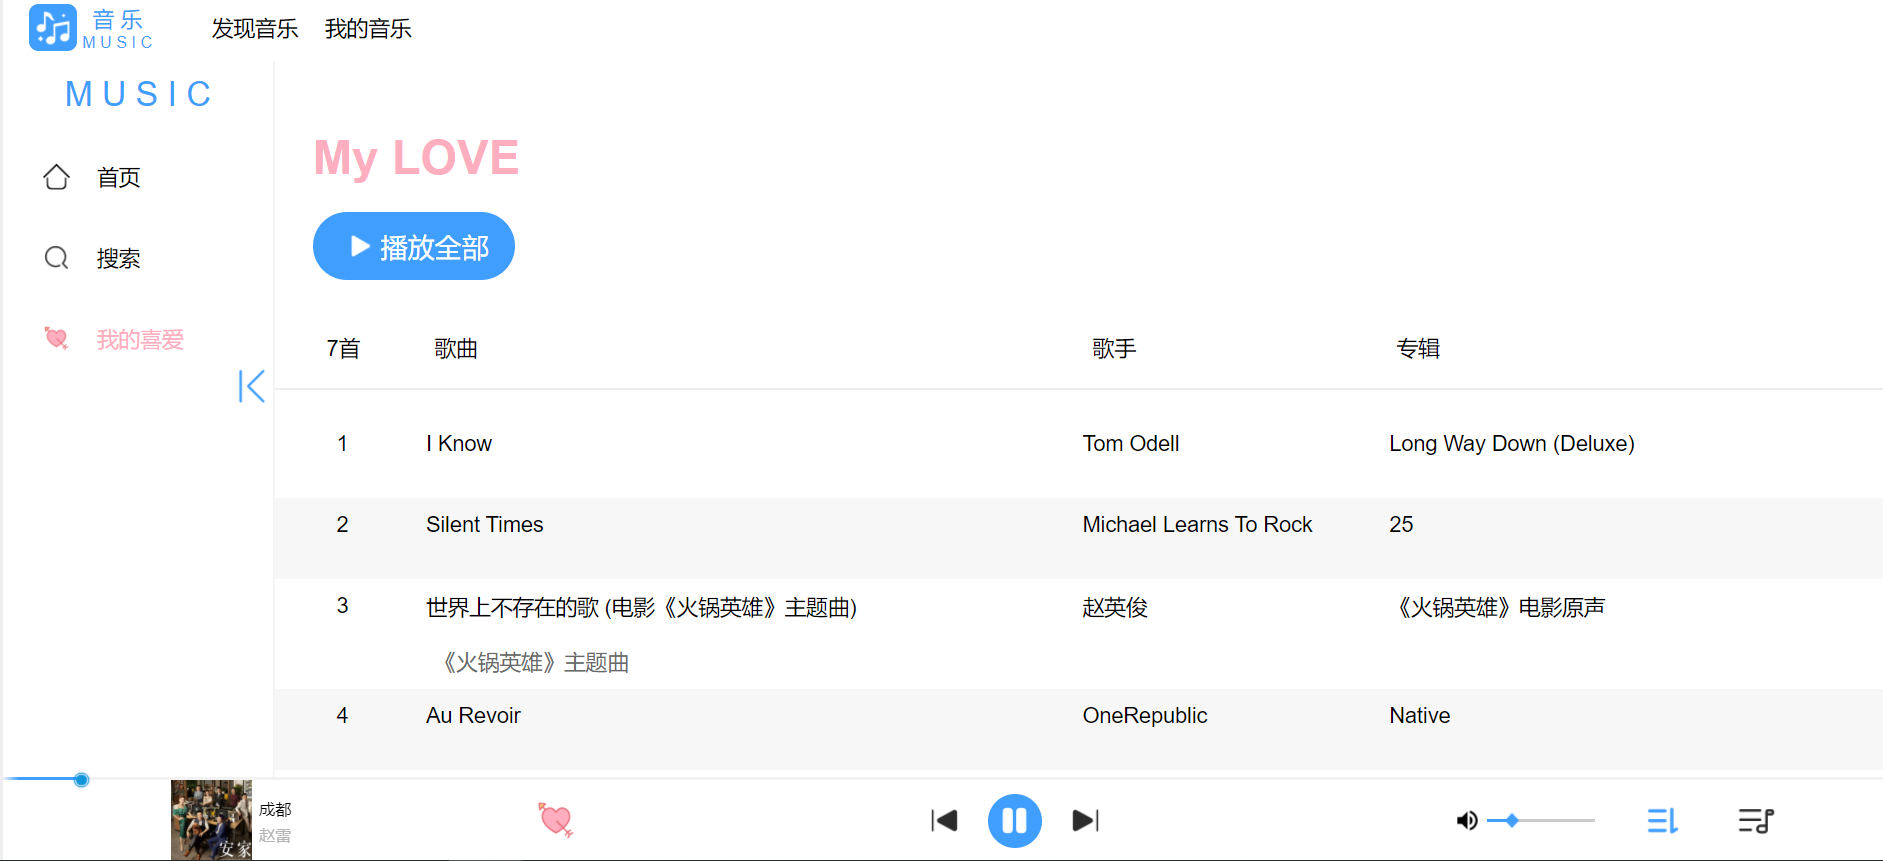 音乐
MUSIC
发现音乐 我的音乐
MUSIC
首页
搜索
我的喜爱
My LOVE
播放全部
7首 歌曲 歌手 专辑
1 I Know Tom Odell Long Way Down (Deluxe)
2 Silent Times Michael Learns To Rock 25
3 世界上不存在的歌 (电影《火锅英雄》主题曲) 赵英俊 《火锅英雄》电影原声
《火锅英雄》主题曲
4 Au Revoir OneRepublic Native
安家
成都
赵雷